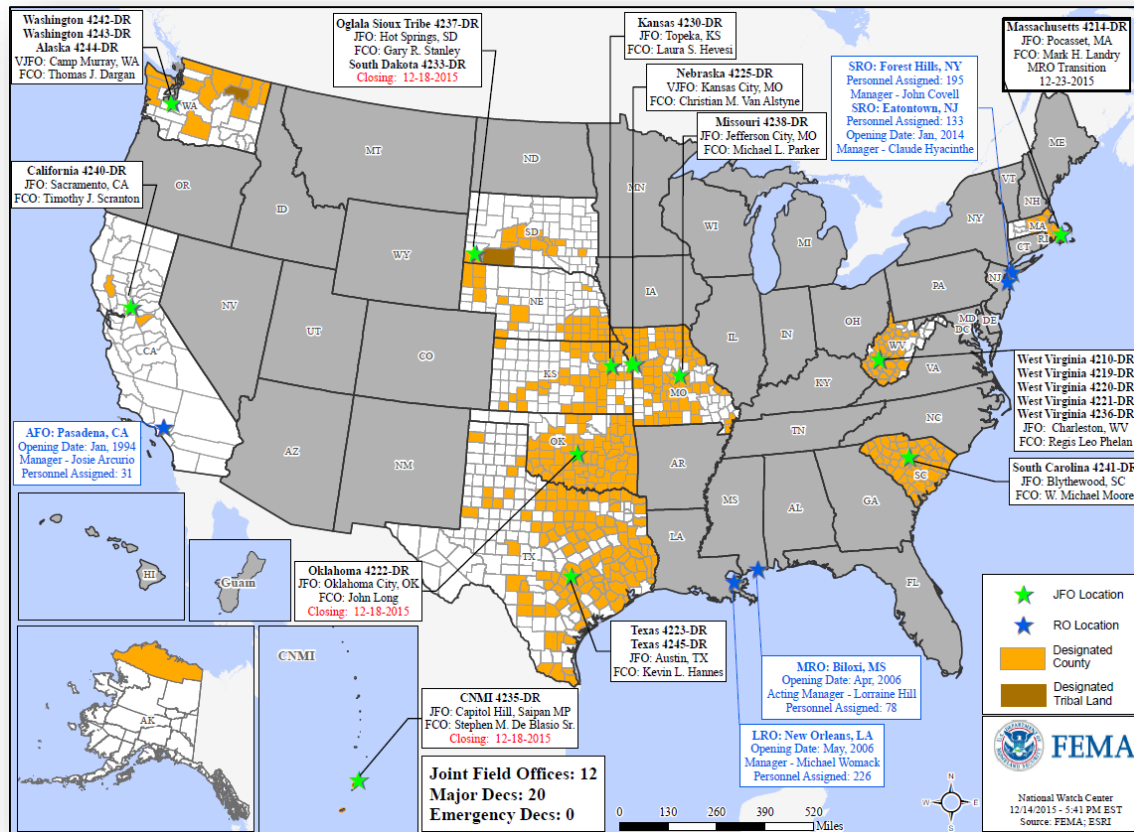 Washington 4242-DR
Washington 4243-DR
Alaska 4244-DR
VJFO: Camp Murray, WA
FCO: Thomas J. Dargan
Oglala Sioux Tribe 4237-DR
JFO: Hot Springs, SD
FCO: Gary R. Stanley
South Dakota 4233-DR
Closing: 12-18-2015
Kansas 4230-DR
JFO: Topeka, KS
FCO: Laura S. Hevesi
Nebraska 4225-DR
VJFO: Kansas City, MO
FCO: Christian M. Van Alstyne
Missouri 4238-DR
JFO: Jefferson City, MO
FCO: Michael L. Parker
SRO: Forest Hills, NY
Personnel Assigned: 195
Manager - John Covell
SRO: Eatontown, NJ
Personnel Assigned: 133
Opening Date: Jan, 2014
Manager - Claude Hyacinthe
Massachusetts 4214-DR
JFO: Pocasset, MA
FCO: Mark H. Landry
MRO Transition
12-23-2015
California 4240-DR
JFO: Sacramento, CA
FCO: Timothy J. Scranton
WA
OR
ID
MT
ND
MN
WI
MI
NY
VT
NH
ME
MA
CT
RI
SD
WY
NE
IA
IL
IN
OH
PA
NJ
MD
DC
DE
NV
UT
CO
CA
KS
MO
KY
WV
VA
AZ
NM
OK
AR
TN
NC
SC
TX
LA
MS
AL
GA
FL
HI
Guam
AK
CNMI
AFO: Pasadena, CA
Opening Date: Jan, 1994
Manager - Josie Arcurio
Personnel Assigned: 31
West Virginia 4210-DR
West Virginia 4219-DR
West Virginia 4220-DR
West Virginia 4221-DR
West Virginia 4236-DR
JFO: Charleston, WV
FCO: Regis Leo Phelan
South Carolina 4241-DR
JFO: Blythewood, SC
FCO: W. Michael Moore
Oklahoma 4222-DR
JFO: Oklahoma City, OK
FCO: John Long
Closing: 12-18-2015
Texas 4223-DR
Texas 4245-DR
JFO: Austin, TX
FCO: Kevin L. Hannes
CNMI 4235-DR
JFO: Capitol Hill, Saipan MP
FCO: Stephen M. De Blasio Sr.
Closing: 12-18-2015
MRO: Biloxi, MS
Opening Date: Apr, 2006
Acting Manager - Lorraine Hill
Personnel Assigned: 78
LRO: New Orleans, LA
Opening Date: May, 2006
Manager - Michael Womack
Personnel Assigned: 226
Joint Field Offices: 12
Major Decs: 20
Emergency Decs: 0
0 130 260 390 520
Miles
N
W E
S
JFO Location
RO Location
Designated
County
Designated
Tribal Land
FEMA
National Watch Center
12/14/2015 - 5:41 PM EST
Source: FEMA; ESRI